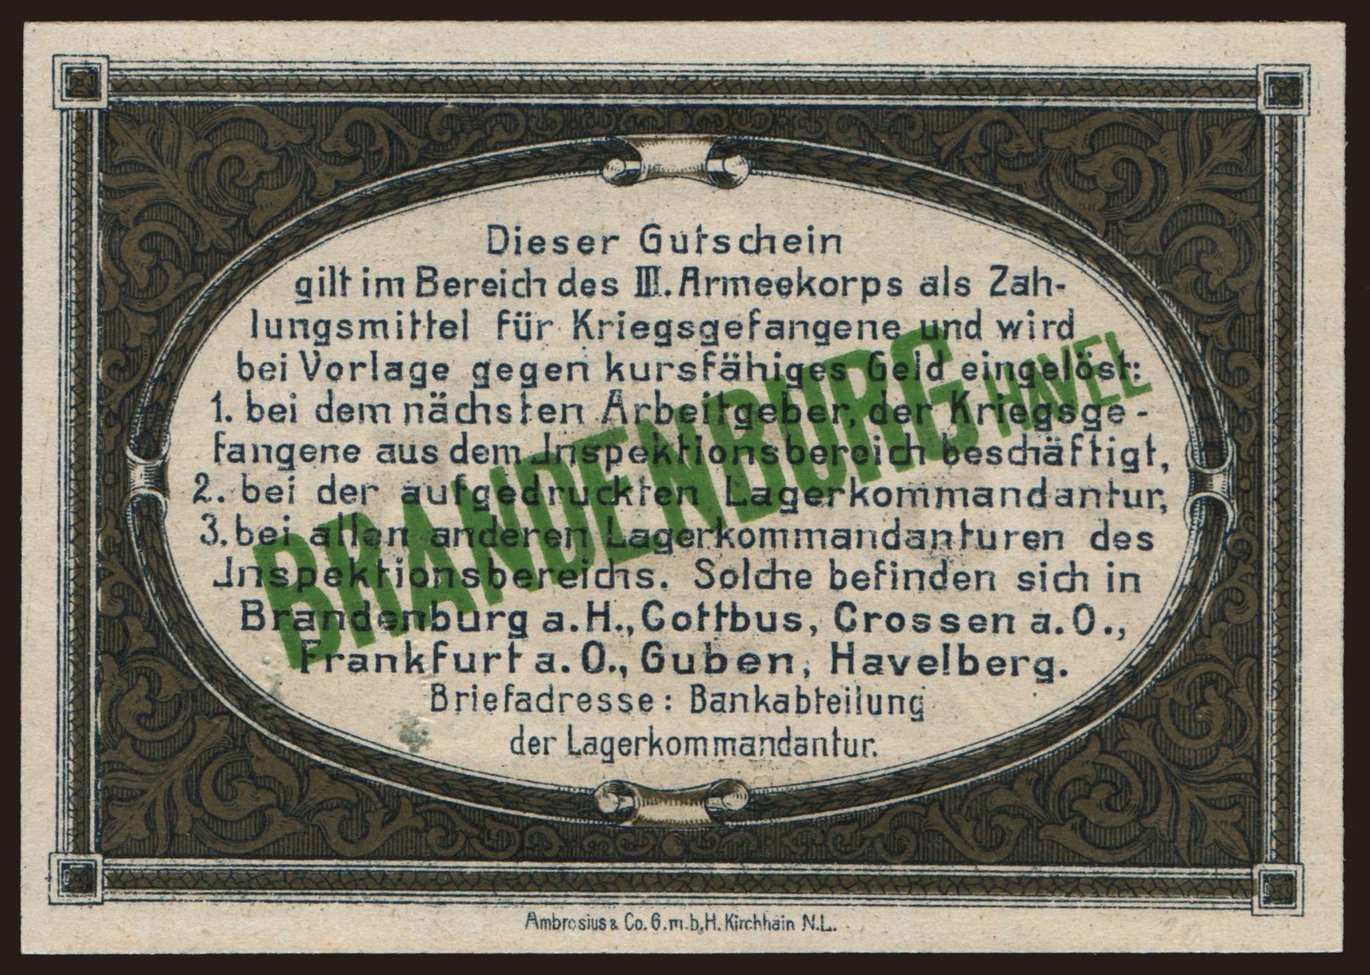 Dieser Gutschein
gilt im Bereich des III. Armeekorps als Zah-
lungsmittel für Kriegsgefangene und wird
bei Vorlage gegen kursfähiges Geld eingelöst:
1. bei dem nächsten Arbeitgeber, der Kriegsge-
fangene aus dem Jnspektionsbereich beschäftigt,
2. bei der aufgedruckten Lagerkommandantur,
3. bei allen anderen Lagerkommandanturen des
Jnspektionsbereichs. Solche befinden sich in
Brandenburg a.H., Cottbus, Crossen a.O.,
Frankfurt a.O., Guben, Havelberg.
Briefadresse: Bankabteilung
der Lagerkommandantur.
BRANDENBURG HAVEL
Ambrosius & Co. G.m.b.H. Kirchhain N.L.